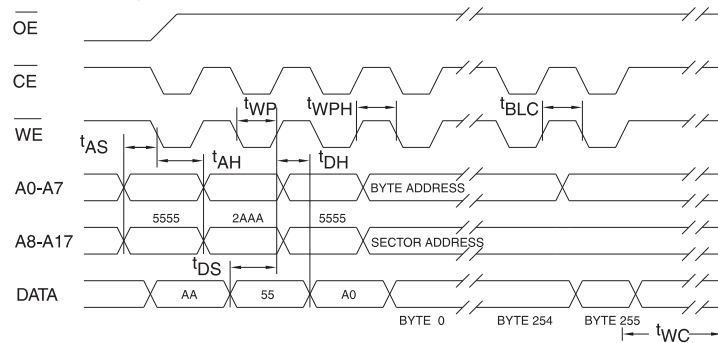 OE
CE
tWP tWPH tBLC
WE
tAS
tAH tDH
A0-A7 BYTE ADDRESS
5555 2AAA 5555
A8-A17 SECTOR ADDRESS
tDS
DATA AA 55 A0
BYTE 0 BYTE 254 BYTE 255
tWC